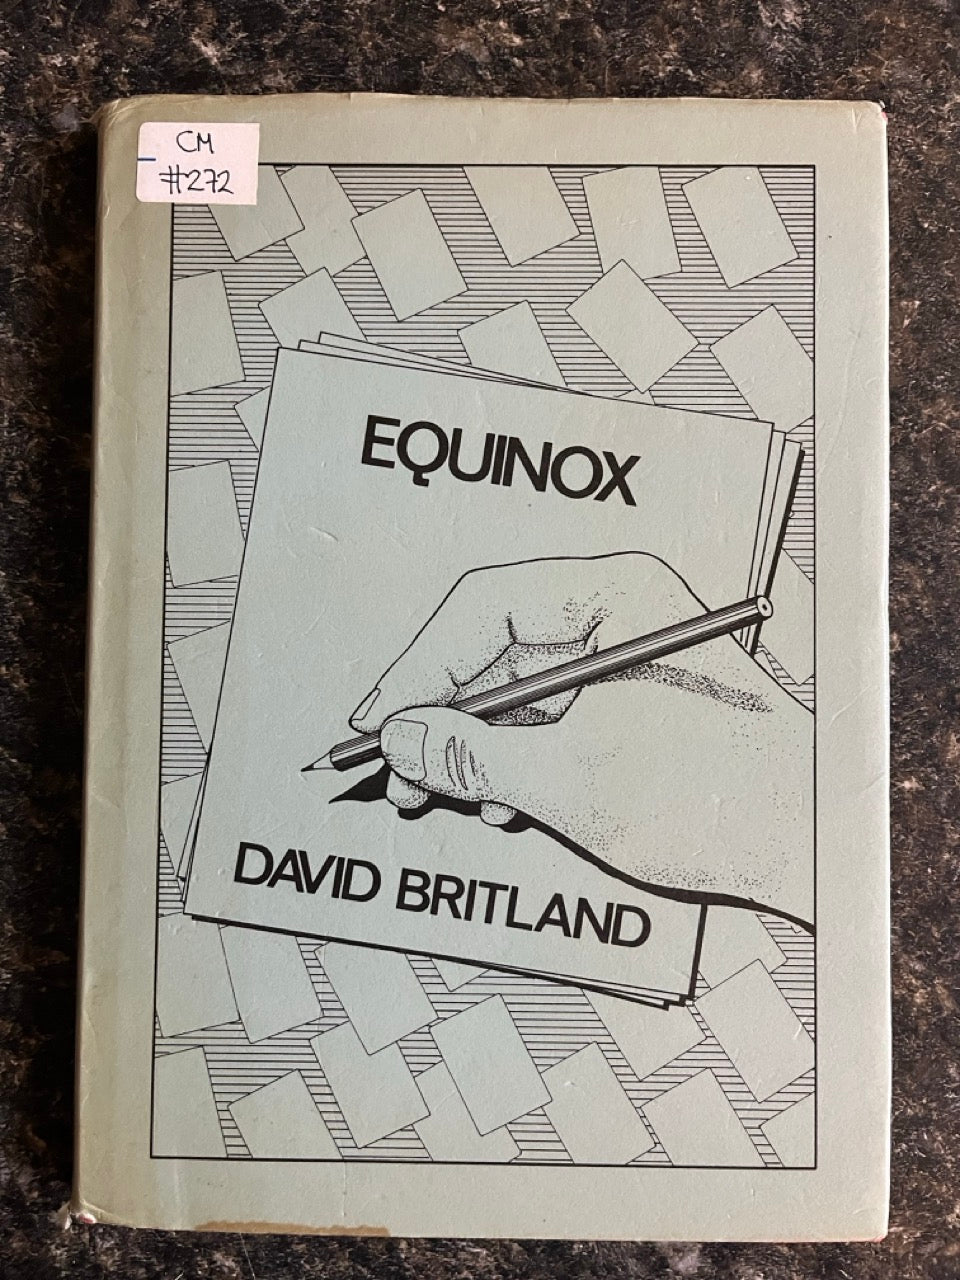 CM
#272
EQUINOX
DAVID BRITLAND